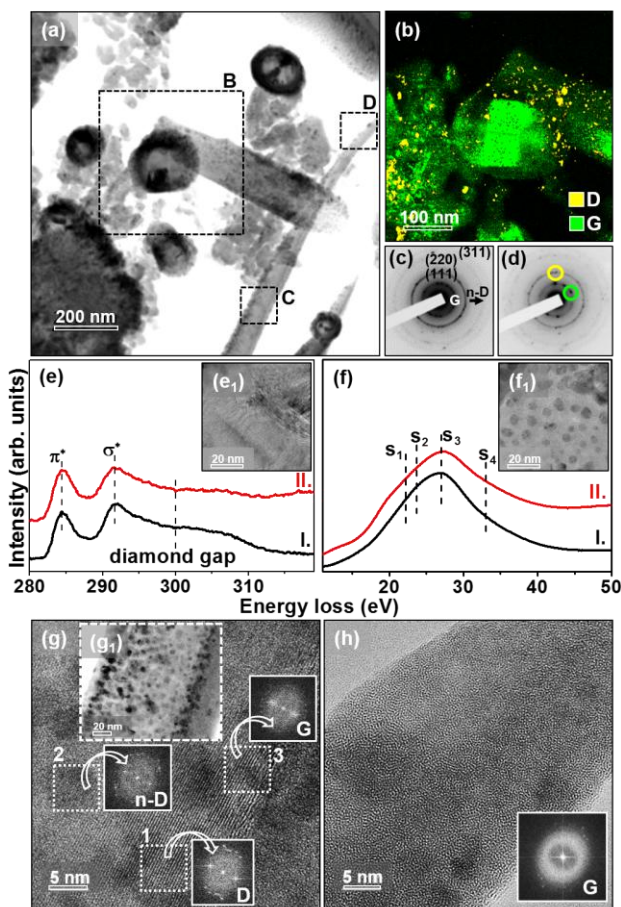 (a)
B
D
C
200 nm
(b)
D
G
100 nm
(c)
(2̄20)
(311)
(111)
G
n-D
(d)
(e)
(e₁)
20 nm
π*
σ*
II.
I.
diamond gap
Intensity (arb. units)
280 290 300 310
(f)
(f₁)
20 nm
s₁
s₂
s₃
s₄
II.
I.
20 30 40 50
Energy loss (eV)
(g)
(g₁)
20 nm
G
2
3
n-D
1
D
5 nm
(h)
5 nm
G